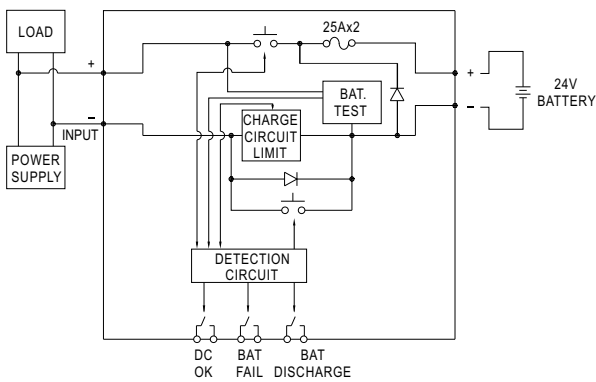 LOAD
25Ax2
+
+
24V
BATTERY
BAT.
TEST
−
−
INPUT
CHARGE
CIRCUIT
LIMIT
POWER
SUPPLY
DETECTION
CIRCUIT
DC
OK
BAT
FAIL
BAT
DISCHARGE